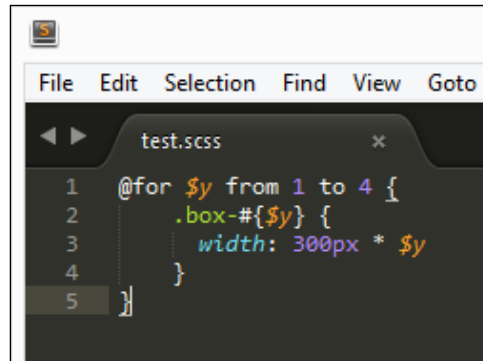 File Edit Selection Find View Goto
test.scss
1 @for $y from 1 to 4 {
2 .box-#{$y} {
3 width: 300px * $y
4 }
5 }